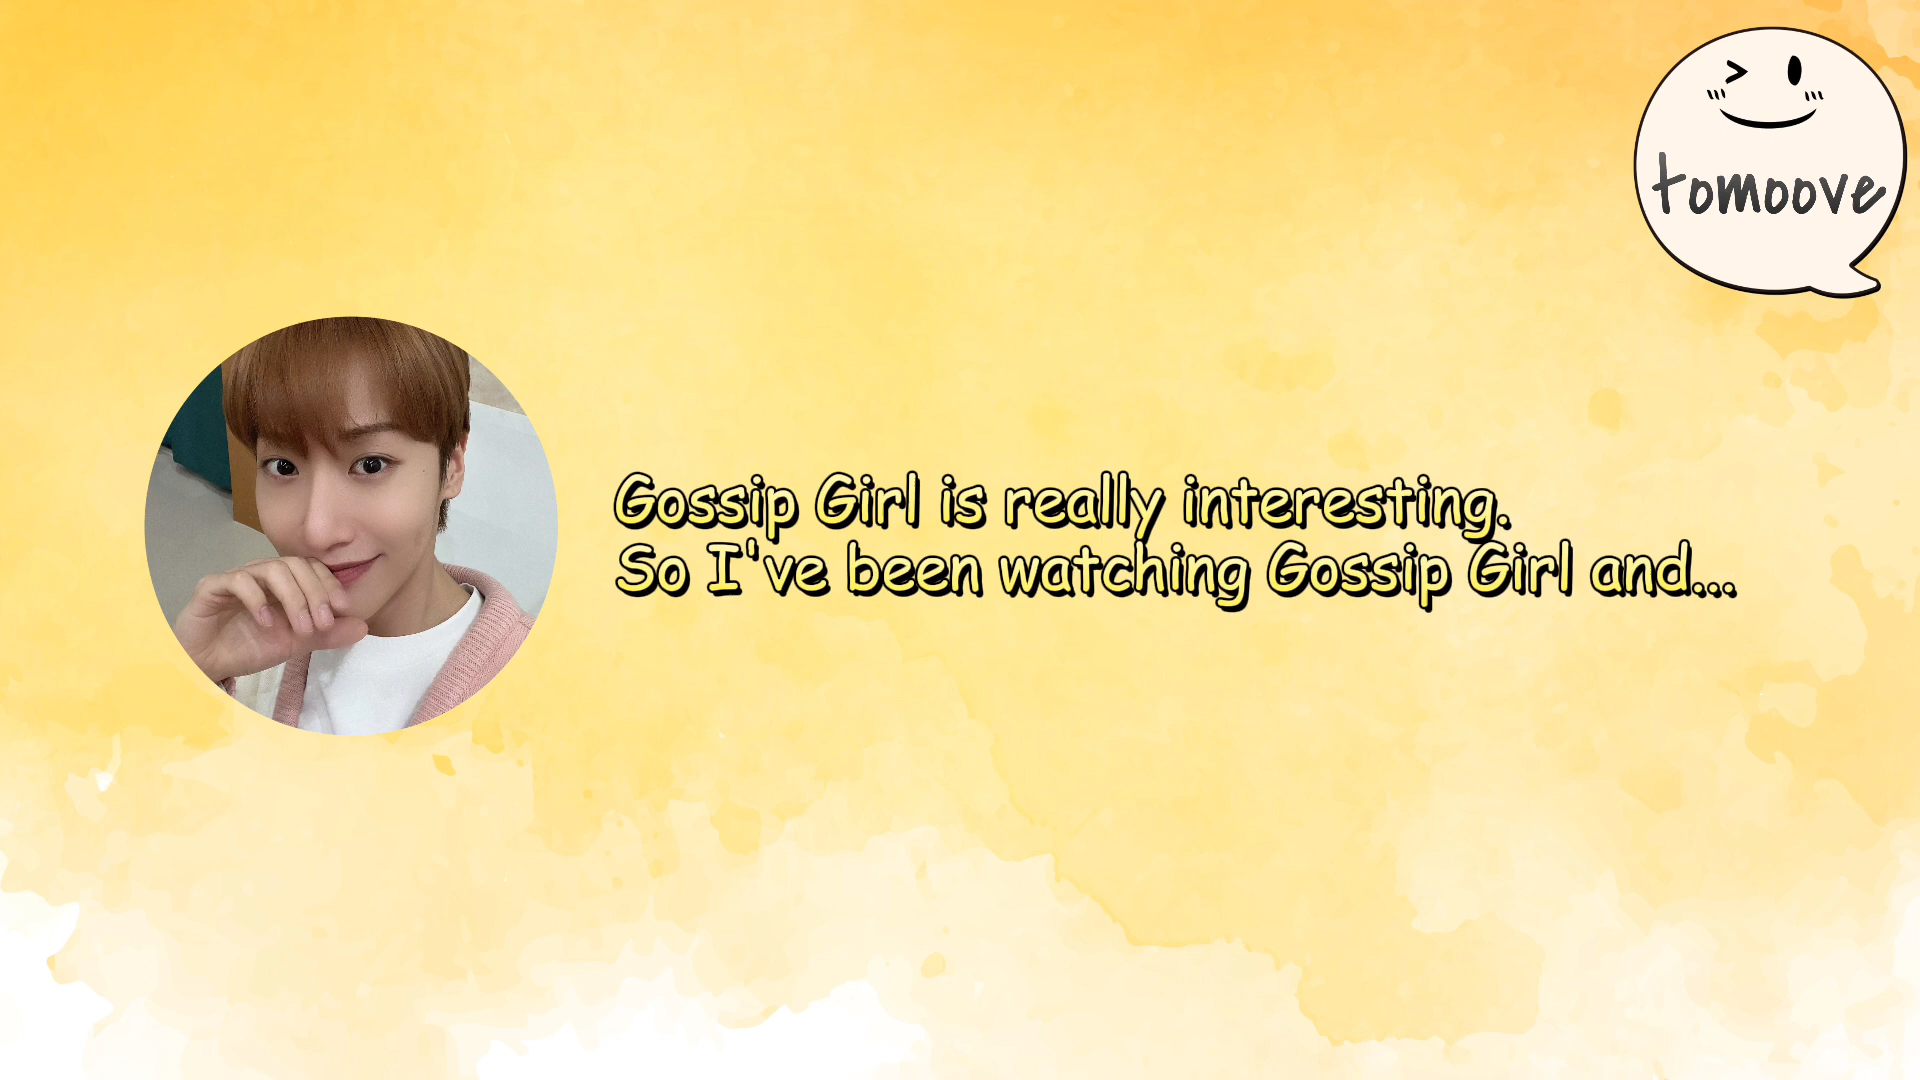 tomoove
Gossip Girl is really interesting.
So I've been watching Gossip Girl and...